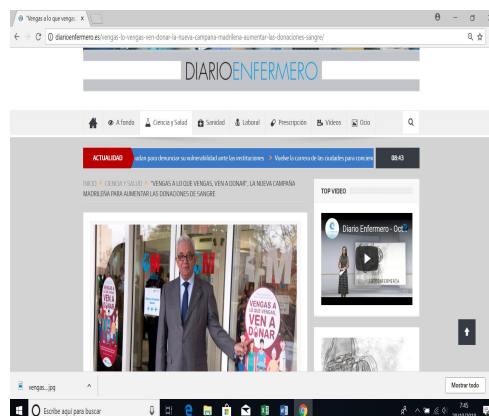 "Vengas a lo que vengas
diarioenfermero.es/vengas-lo-vengas-ven-donar-la-nueva-campana-madrilena-aumentar-las-donaciones-de-sangre/
DIARIOENFERMERO
A fondo
Ciencia y Salud
Sanidad
Laboral
Prescripción
Vídeos
Ocio
ACTUALIDAD
udan para denunciar su vulnerabilidad ante las instituciones
Vuelve la carrera de las ciudades para concien
08:43
INICIO CIENCIA Y SALUD "VENGAS A LO QUE VENGAS, VEN A DONAR", LA NUEVA CAMPAÑA
MADRILEÑA PARA AUMENTAR LAS DONACIONES DE SANGRE
TOP VIDEO
Diario Enfermero - Oct...
VENGAS A
LO QUE VENGAS,
VEN A
DONAR
vengas...jpg
Mostrar todo
Escribe aquí para buscar
7:45